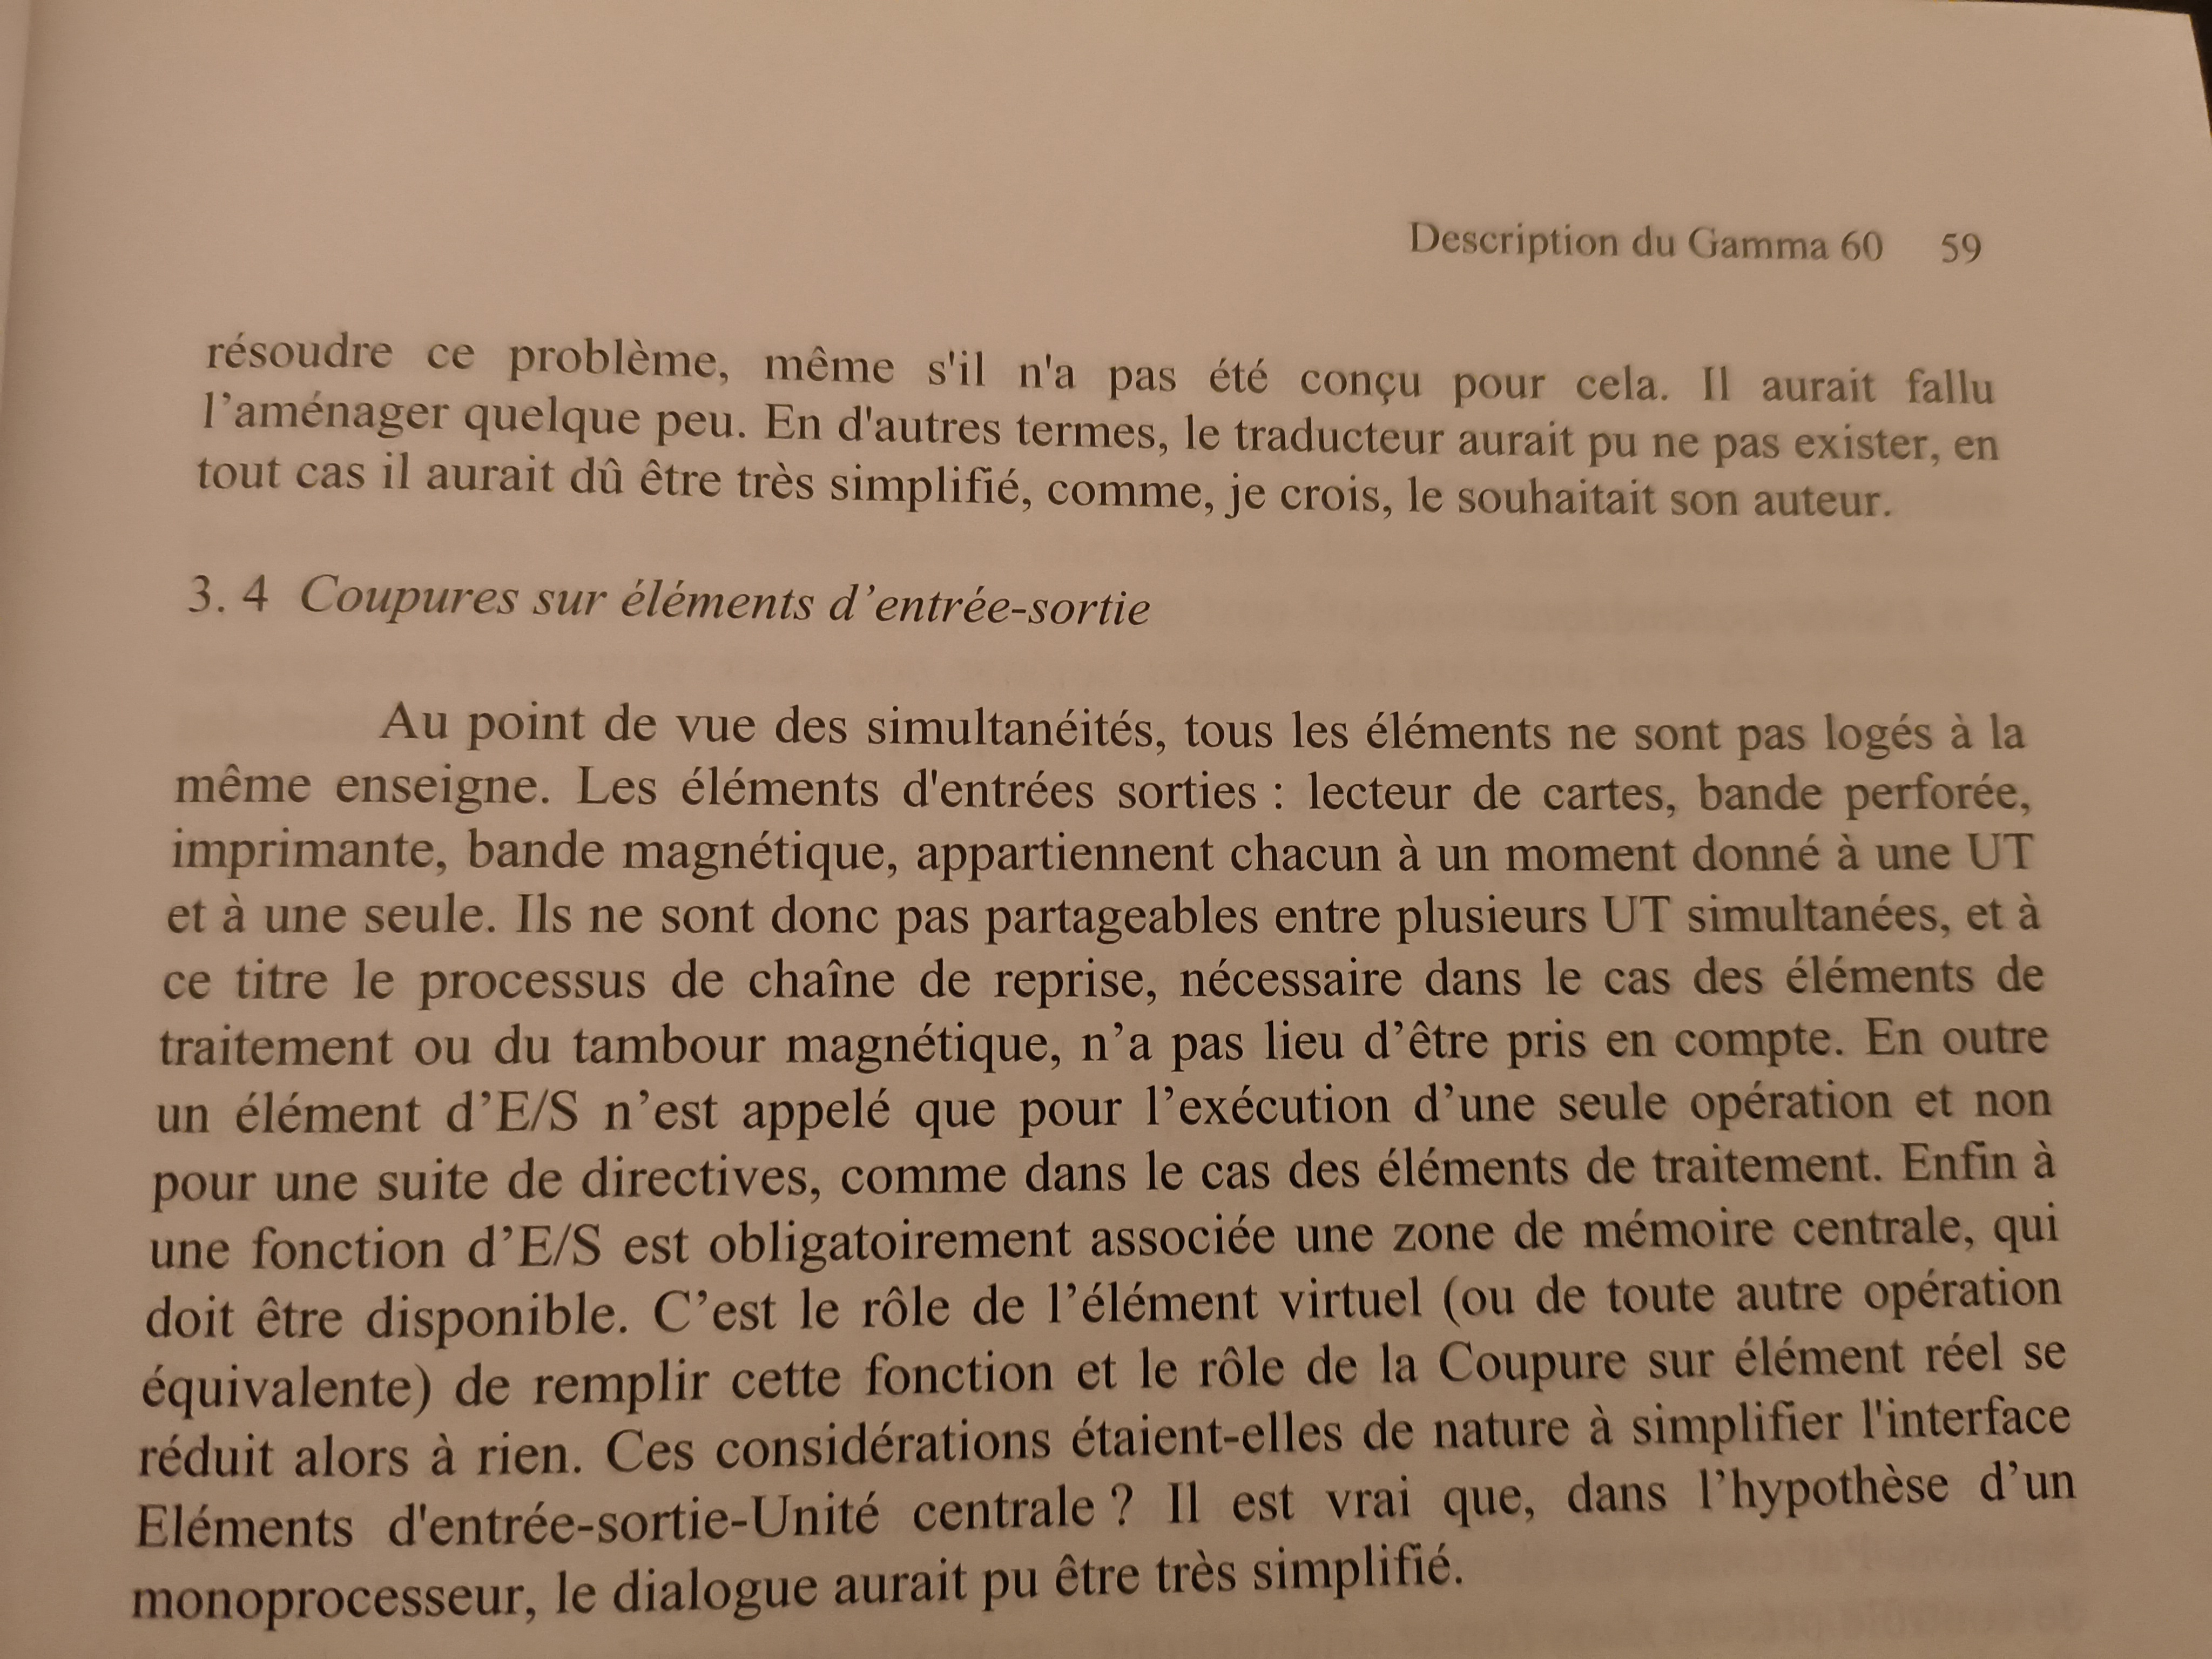 Description du Gamma 60 59
résoudre ce problème, même s'il n'a pas été conçu pour cela. Il aurait fallu
l’aménager quelque peu. En d'autres termes, le traducteur aurait pu ne pas exister, en
tout cas il aurait dû être très simplifié, comme, je crois, le souhaitait son auteur.
3. 4 Coupures sur éléments d’entrée-sortie
Au point de vue des simultanéités, tous les éléments ne sont pas logés à la
même enseigne. Les éléments d'entrées sorties : lecteur de cartes, bande perforée,
imprimante, bande magnétique, appartiennent chacun à un moment donné à une UT
et à une seule. Ils ne sont donc pas partageables entre plusieurs UT simultanées, et à
ce titre le processus de chaîne de reprise, nécessaire dans le cas des éléments de
traitement ou du tambour magnétique, n’a pas lieu d’être pris en compte. En outre
un élément d’E/S n’est appelé que pour l’exécution d’une seule opération et non
pour une suite de directives, comme dans le cas des éléments de traitement. Enfin à
une fonction d’E/S est obligatoirement associée une zone de mémoire centrale, qui
doit être disponible. C’est le rôle de l’élément virtuel (ou de toute autre opération
équivalente) de remplir cette fonction et le rôle de la Coupure sur élément réel se
réduit alors à rien. Ces considérations étaient-elles de nature à simplifier l'interface
Eléments d'entrée-sortie-Unité centrale ? Il est vrai que, dans l’hypothèse d’un
monoprocesseur, le dialogue aurait pu être très simplifié.